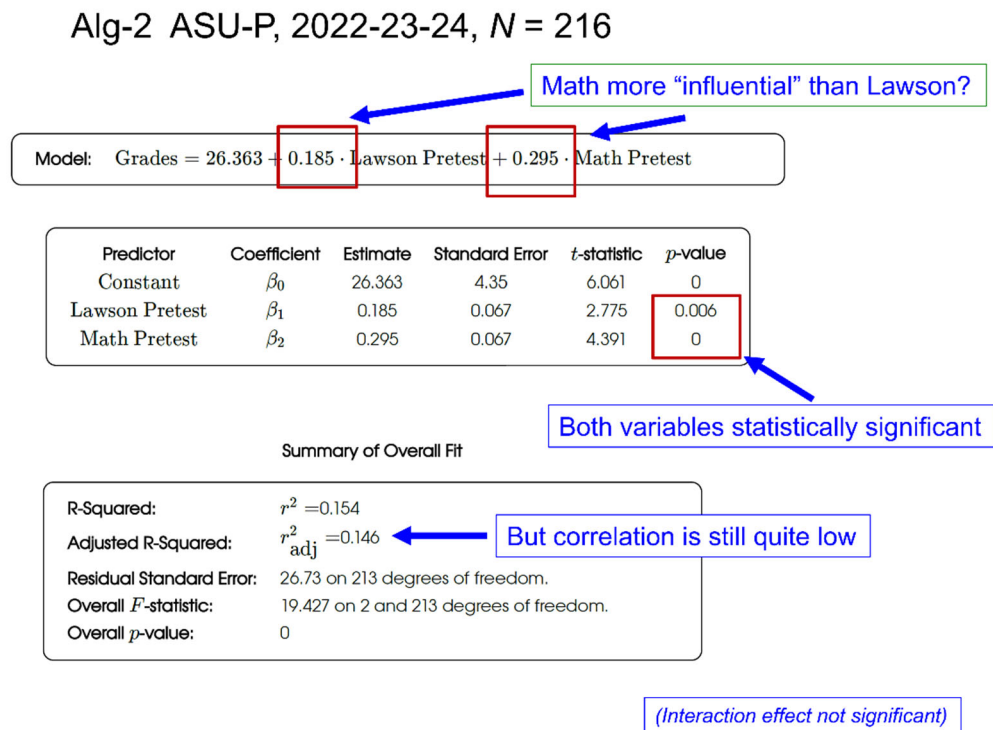 Alg-2 ASU-P, 2022-23-24, N = 216
Math more “influential” than Lawson?
Model: Grades = 26.363 + 0.185 · Lawson Pretest + 0.295 · Math Pretest
Predictor Coefficient Estimate Standard Error t-statistic p-value
Constant β₀ 26.363 4.35 6.061 0
Lawson Pretest β₁ 0.185 0.067 2.775 0.006
Math Pretest β₂ 0.295 0.067 4.391 0
Both variables statistically significant
Summary of Overall Fit
R-Squared: r² =0.154
Adjusted R-Squared: r²adj =0.146
But correlation is still quite low
Residual Standard Error: 26.73 on 213 degrees of freedom.
Overall F-statistic: 19.427 on 2 and 213 degrees of freedom.
Overall p-value: 0
(Interaction effect not significant)